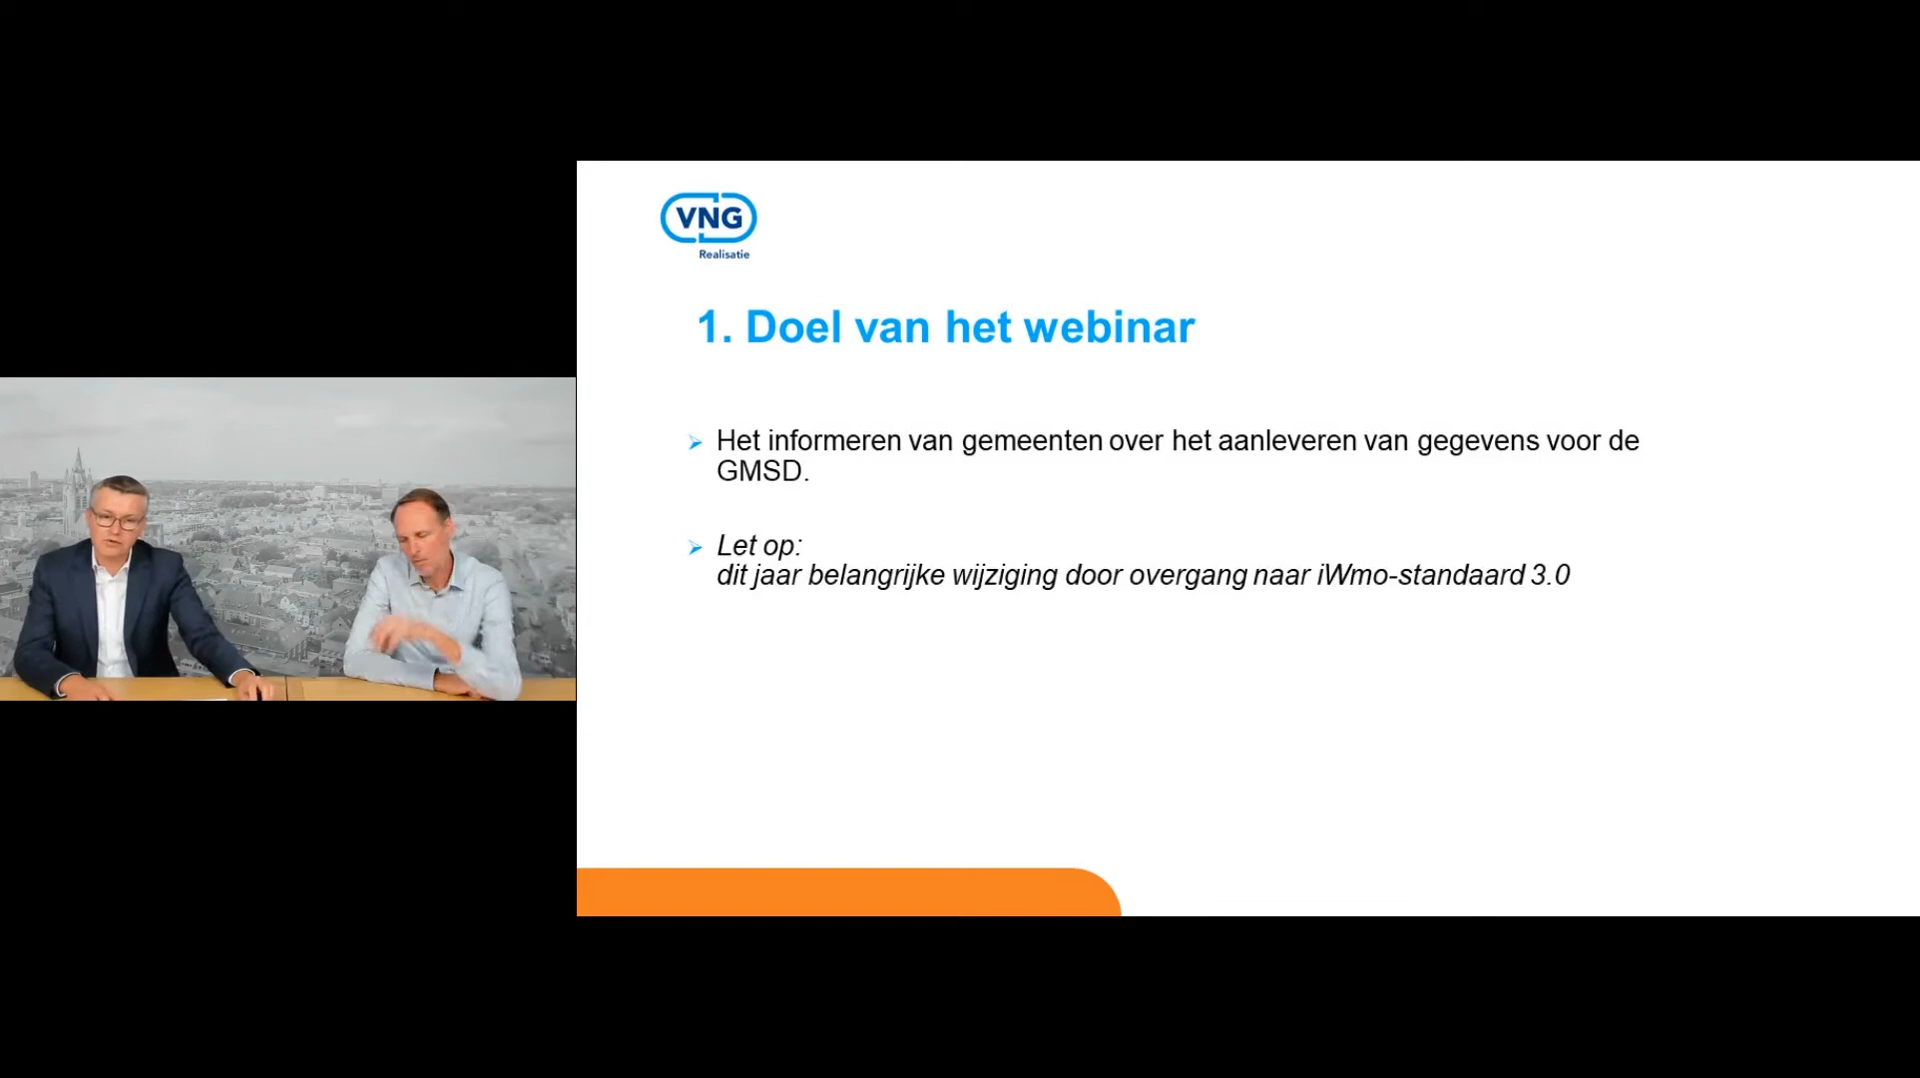 VNG
Realisatie
1. Doel van het webinar
Het informeren van gemeenten over het aanleveren van gegevens voor de
GMSD.
Let op:
dit jaar belangrijke wijziging door overgang naar iWmo-standaard 3.0